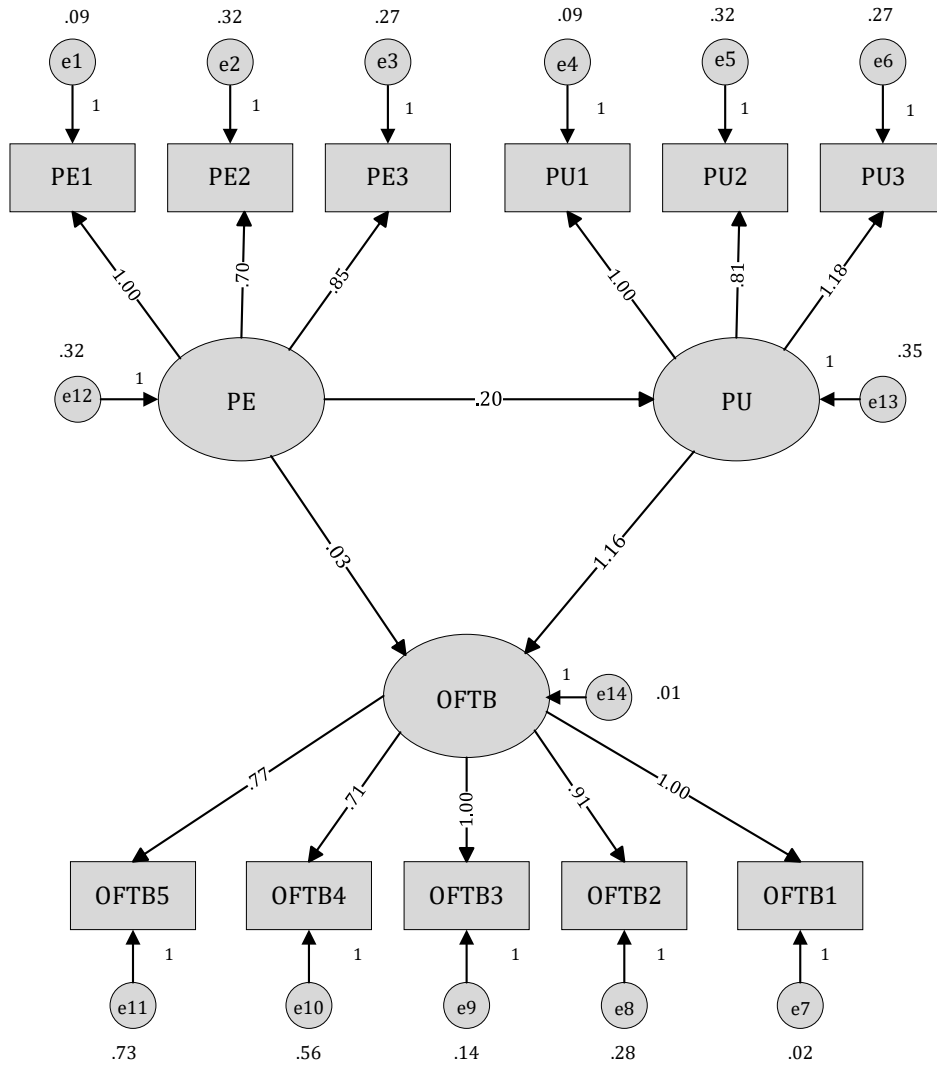 .09 .32 .27 .09 .32 .27
e1 e2 e3 e4 e5 e6
1 1 1 1 1 1
PE1 PE2 PE3 PU1 PU2 PU3
1.00 .70 .85 1.00 .81 1.18
.32 1 1 .35
e12 PE .20 PU e13
.03 1.16
OFTB 1 e14 .01
.77 .71 1.00 .91 1.00
OFTB5 OFTB4 OFTB3 OFTB2 OFTB1
1 1 1 1 1
e11 e10 e9 e8 e7
.73 .56 .14 .28 .02